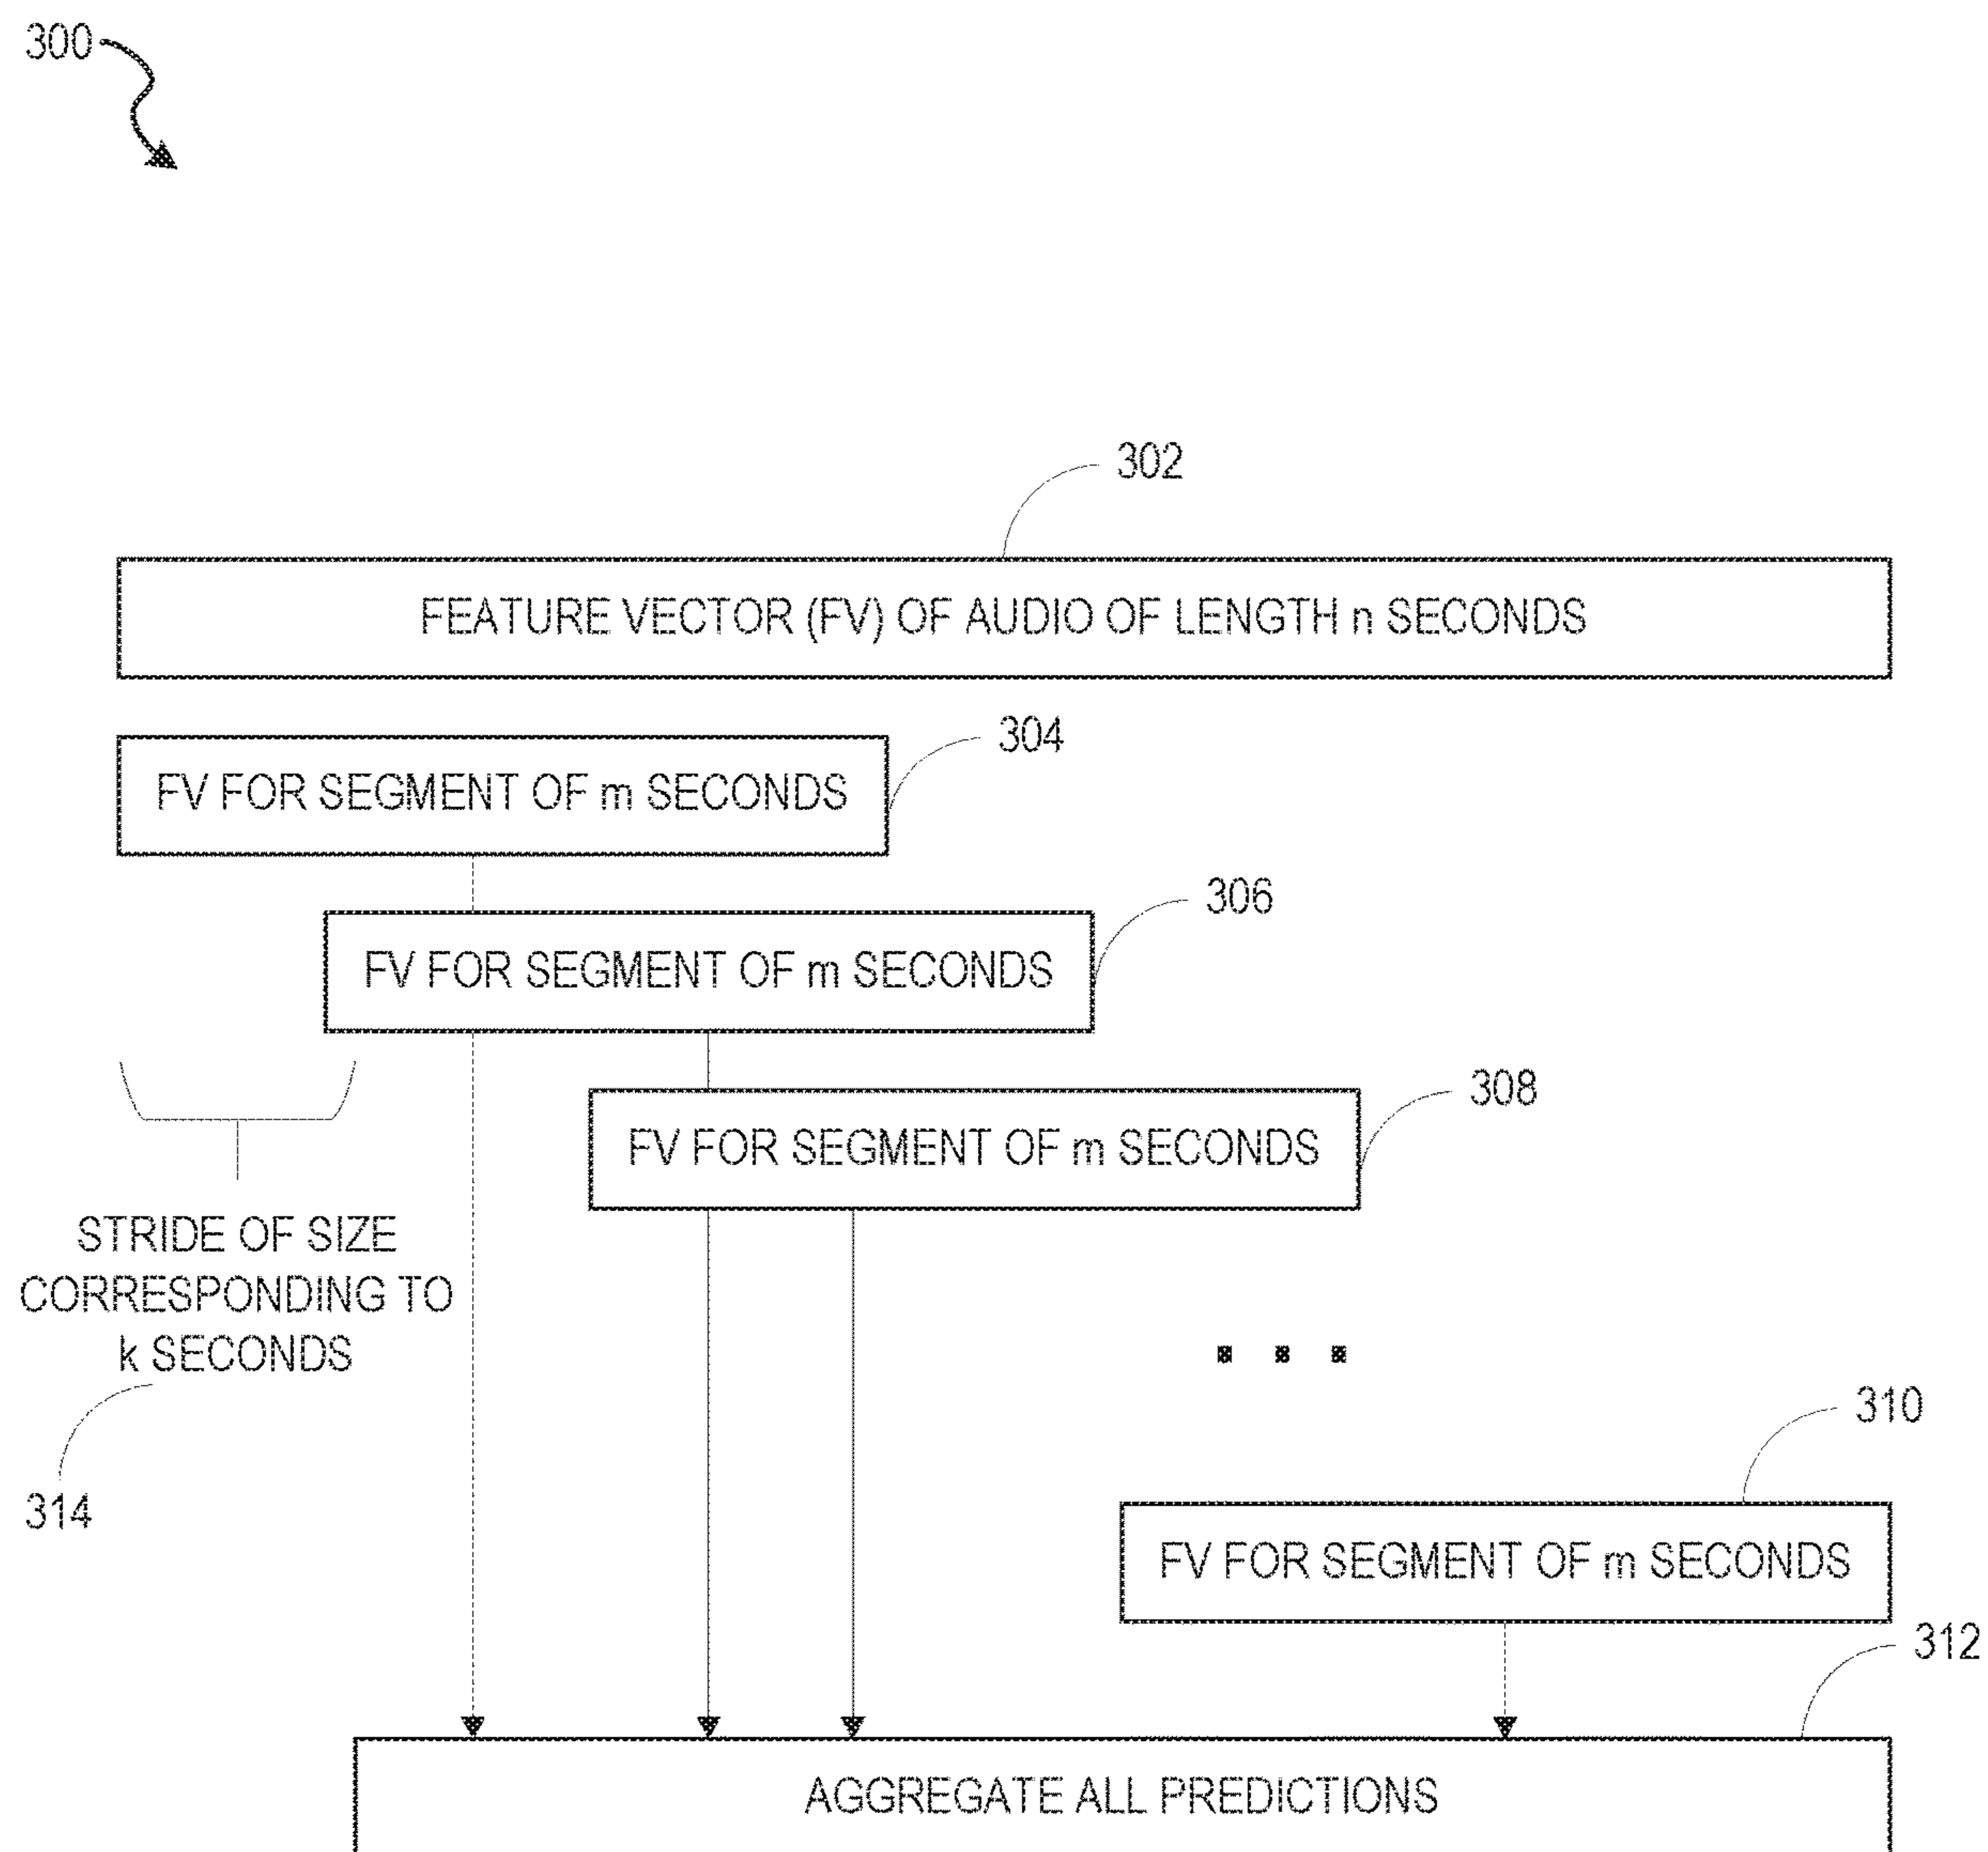 300
302
FEATURE VECTOR (FV) OF AUDIO OF LENGTH n SECONDS
304
FV FOR SEGMENT OF m SECONDS
306
FV FOR SEGMENT OF m SECONDS
308
FV FOR SEGMENT OF m SECONDS
STRIDE OF SIZE
CORRESPONDING TO
k SECONDS
314
310
FV FOR SEGMENT OF m SECONDS
312
AGGREGATE ALL PREDICTIONS